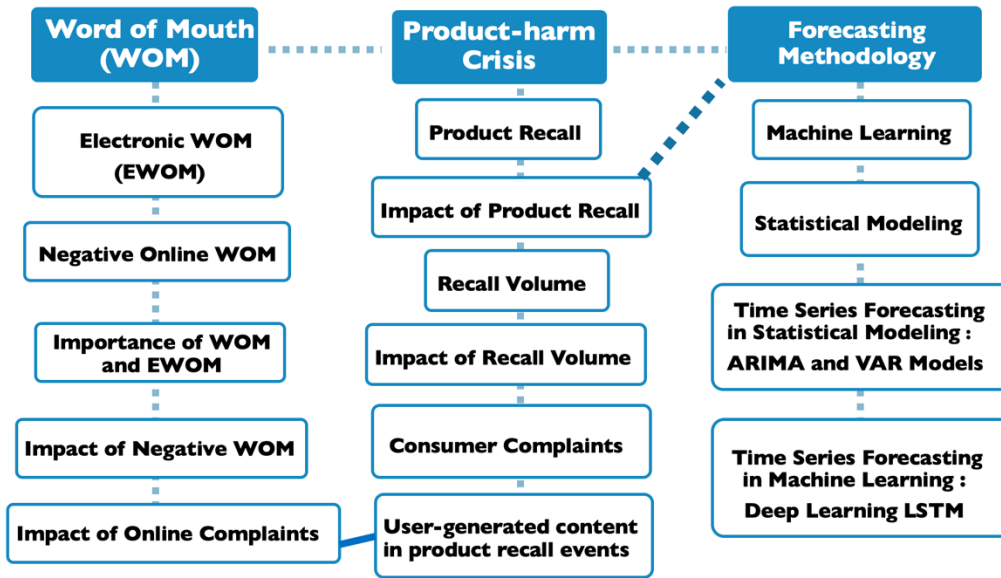 Word of Mouth
(WOM)
Electronic WOM
(EWOM)
Negative Online WOM
Importance of WOM
and EWOM
Impact of Negative WOM
Impact of Online Complaints
Product-harm
Crisis
Product Recall
Impact of Product Recall
Recall Volume
Impact of Recall Volume
Consumer Complaints
User-generated content
in product recall events
Forecasting
Methodology
Machine Learning
Statistical Modeling
Time Series Forecasting
in Statistical Modeling :
ARIMA and VAR Models
Time Series Forecasting
in Machine Learning :
Deep Learning LSTM